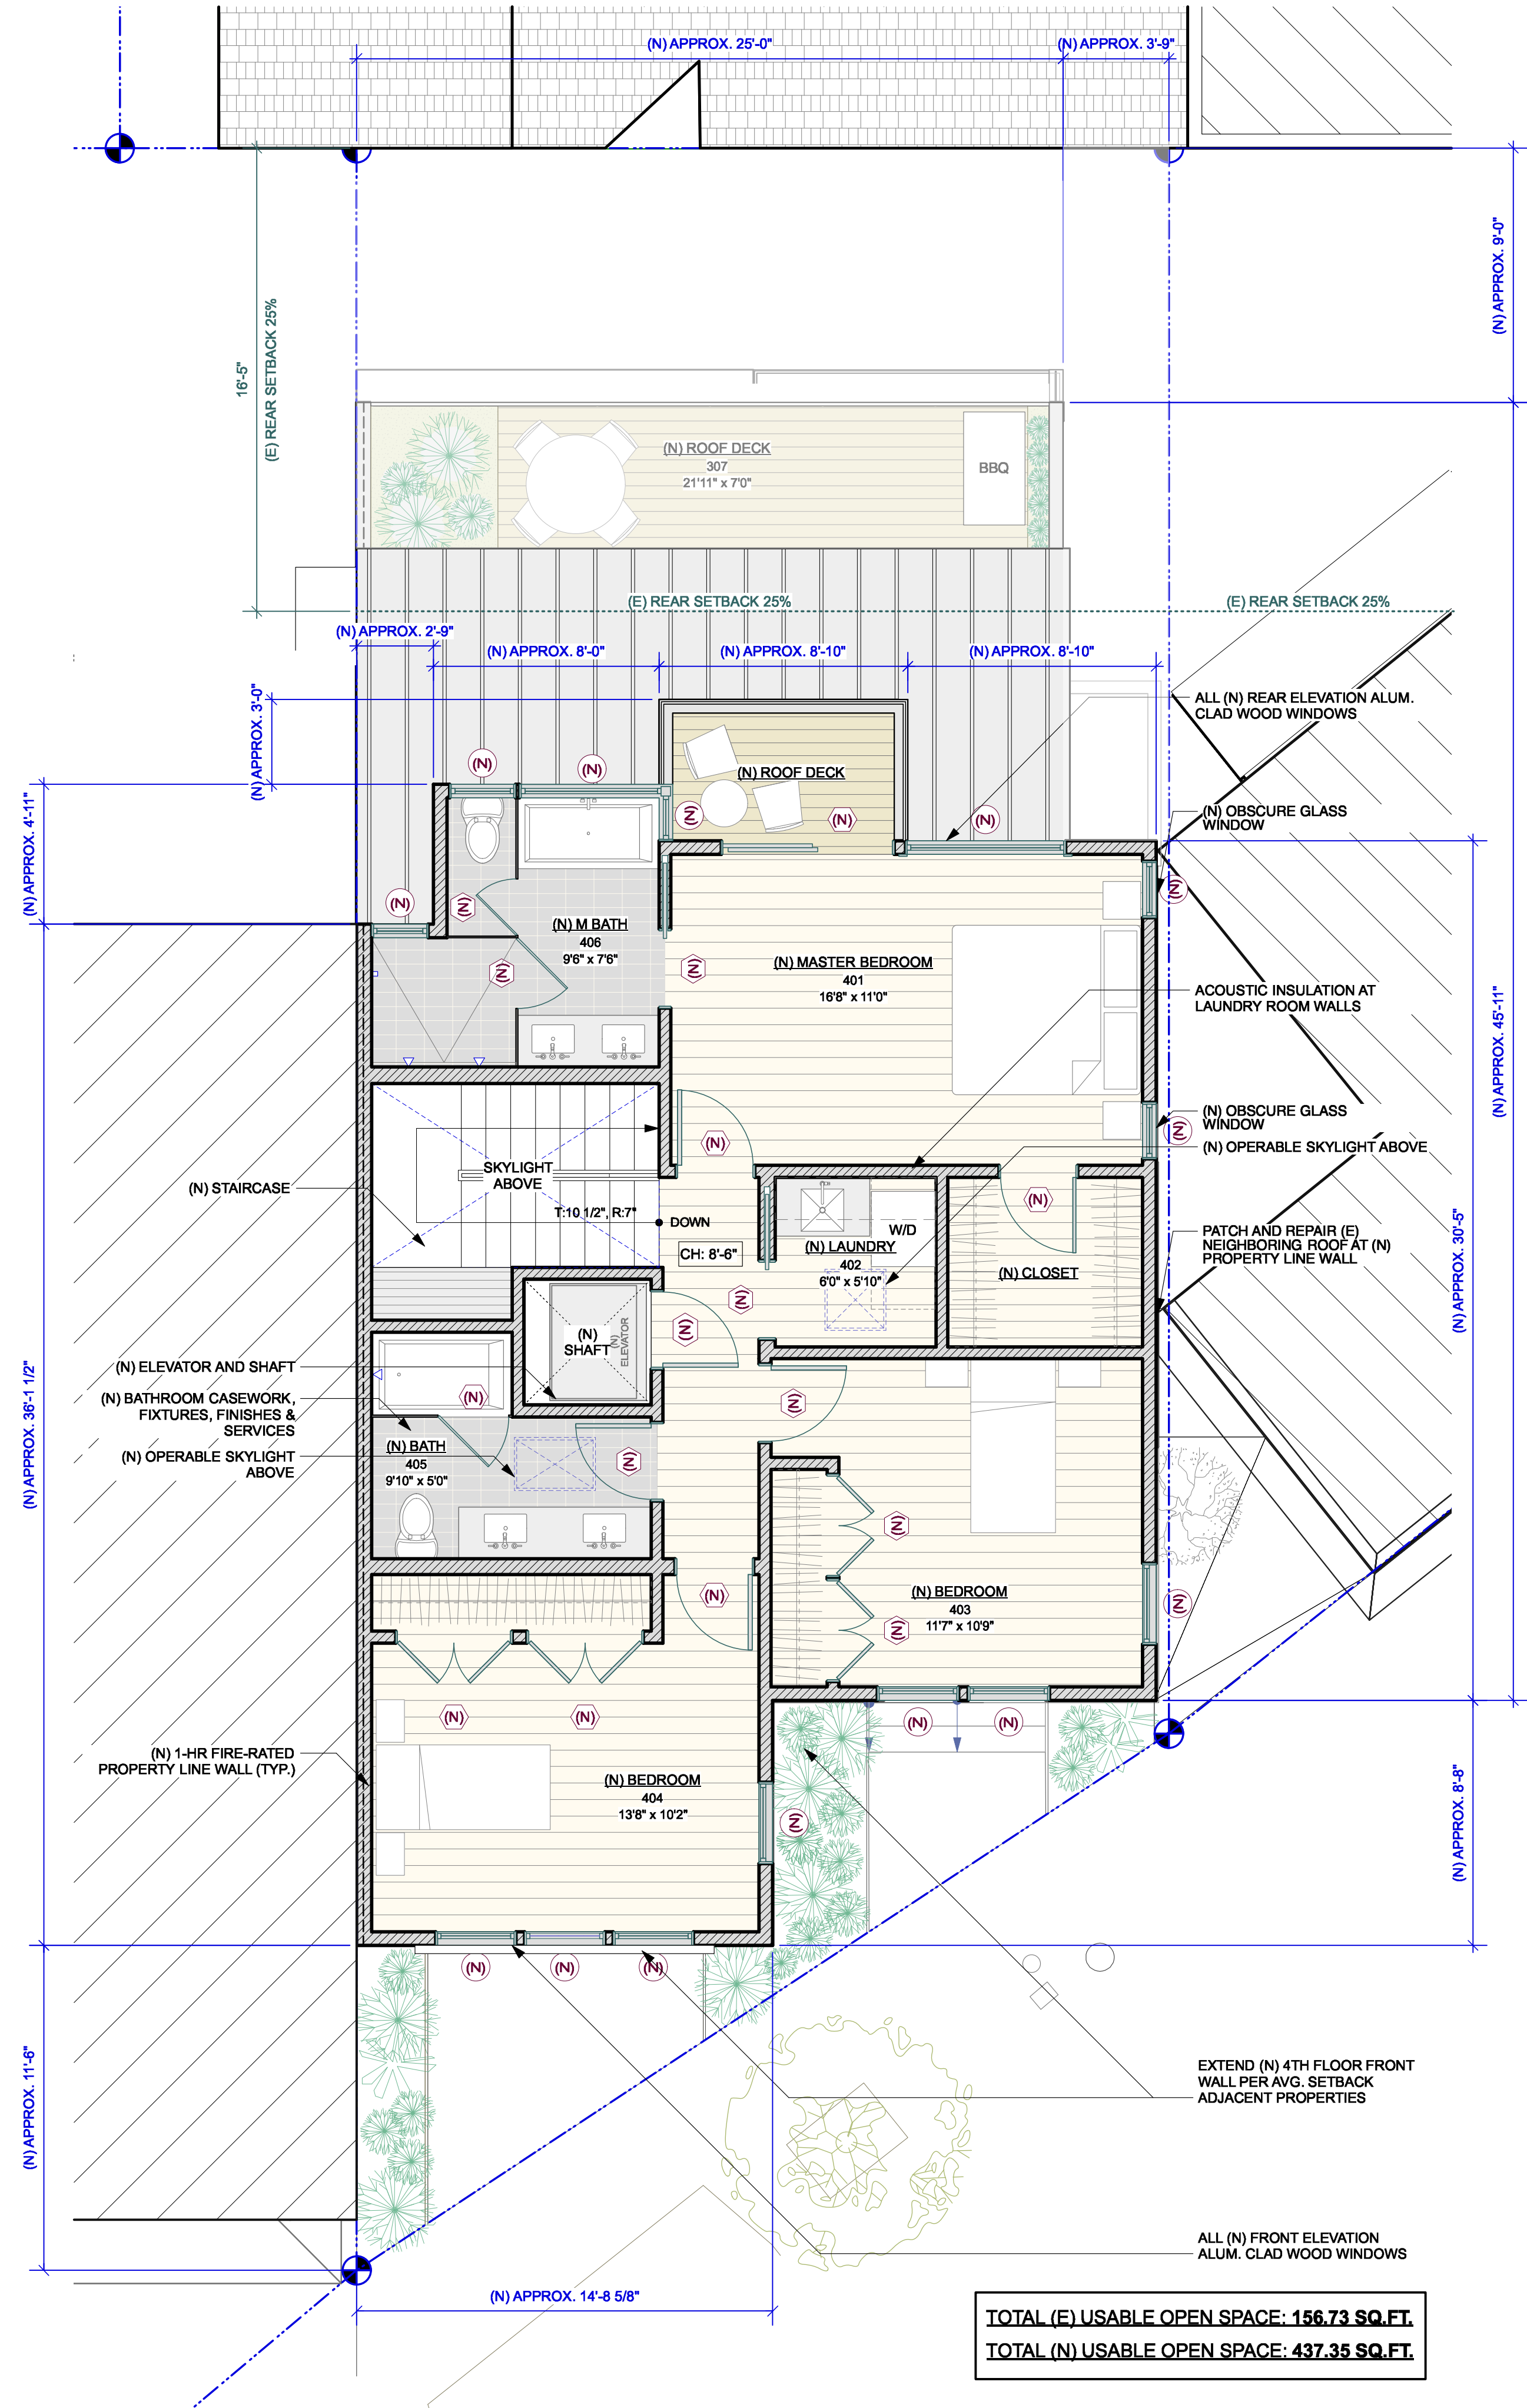 (N) APPROX. 25'-0"
(N) APPROX. 3'-9"
(N) APPROX. 9'-0"
16'-5"
(E) REAR SETBACK 25%
(N) ROOF DECK
307
21'11" x 7'0"
BBQ
(E) REAR SETBACK 25%
(E) REAR SETBACK 25%
(N) APPROX. 2'-9"
(N) APPROX. 8'-0"
(N) APPROX. 8'-10"
(N) APPROX. 8'-10"
(N) APPROX. 3'-0"
ALL (N) REAR ELEVATION ALUM.
CLAD WOOD WINDOWS
(N)
(N)
(N) ROOF DECK
(N)
(N)
(N)
(N) APPROX. 4'-11"
(N) OBSCURE GLASS
WINDOW
(N)
(N)
(N)
(N) M BATH
406
9'6" x 7'6"
(N)
(N)
(N) MASTER BEDROOM
401
16'8" x 11'0"
ACOUSTIC INSULATION AT
LAUNDRY ROOM WALLS
(N) APPROX. 45'-11"
(N) OBSCURE GLASS
WINDOW
(N)
(N)
(N) OPERABLE SKYLIGHT ABOVE
SKYLIGHT
ABOVE
(N) STAIRCASE
T:10 1/2", R:7"
DOWN
CH: 8'-6"
W/D
(N) LAUNDRY
402
6'0" x 5'10"
(N)
(N) CLOSET
PATCH AND REPAIR (E)
NEIGHBORING ROOF AT (N)
PROPERTY LINE WALL
(N) APPROX. 30'-5"
(N)
(N)
SHAFT
(N)
ELEVATOR
(N)
(N) ELEVATOR AND SHAFT
(N) BATHROOM CASEWORK,
FIXTURES, FINISHES &
SERVICES
(N) OPERABLE SKYLIGHT
ABOVE
(N) APPROX. 36'-1 1/2"
(N)
(N) BATH
405
9'10" x 5'0"
(N)
(N)
(N)
(N)
(N) BEDROOM
403
11'7" x 10'9"
(N)
(N)
(N)
(N)
(N)
(N)
(N)
(N) 1-HR FIRE-RATED
PROPERTY LINE WALL (TYP.)
(N) BEDROOM
404
13'8" x 10'2"
(N)
(N) APPROX. 8'-8"
(N)
(N)
(N)
(N) APPROX. 11'-6"
EXTEND (N) 4TH FLOOR FRONT
WALL PER AVG. SETBACK
ADJACENT PROPERTIES
ALL (N) FRONT ELEVATION
ALUM. CLAD WOOD WINDOWS
(N) APPROX. 14'-8 5/8"
TOTAL (E) USABLE OPEN SPACE: 156.73 SQ.FT.
TOTAL (N) USABLE OPEN SPACE: 437.35 SQ.FT.